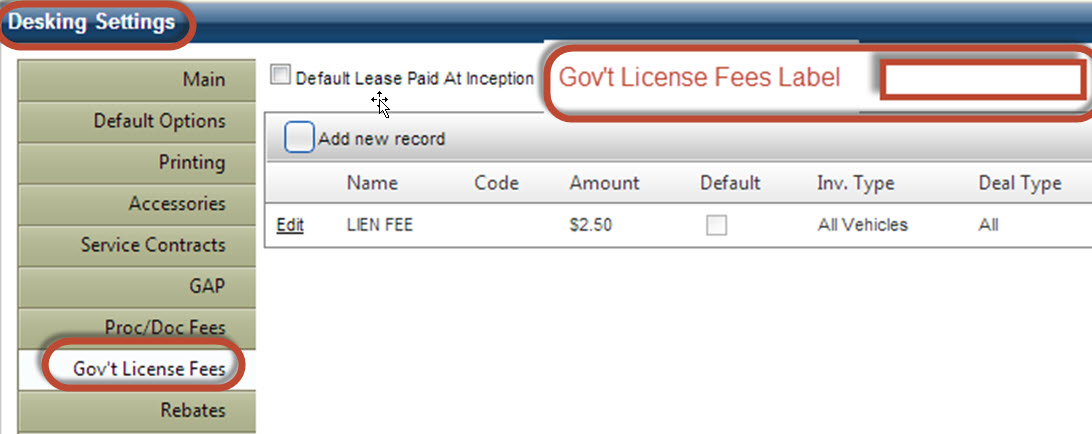 Desking Settings
Main
Default Options
Printing
Accessories
Service Contracts
GAP
Proc/Doc Fees
Gov't License Fees
Rebates
Default Lease Paid At Inception
Gov't License Fees Label
Add new record
Name Code Amount Default Inv. Type Deal Type
Edit LIEN FEE $2.50 All Vehicles All